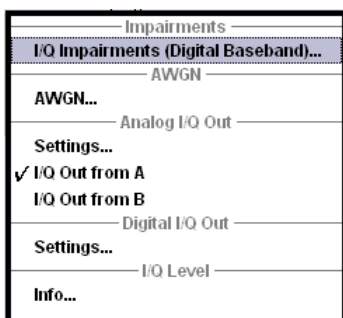 Impairments
I/Q Impairments (Digital Baseband)...
AWGN
AWGN...
Analog I/Q Out
Settings...
✓ I/Q Out from A
I/Q Out from B
Digital I/Q Out
Settings...
I/Q Level
Info...